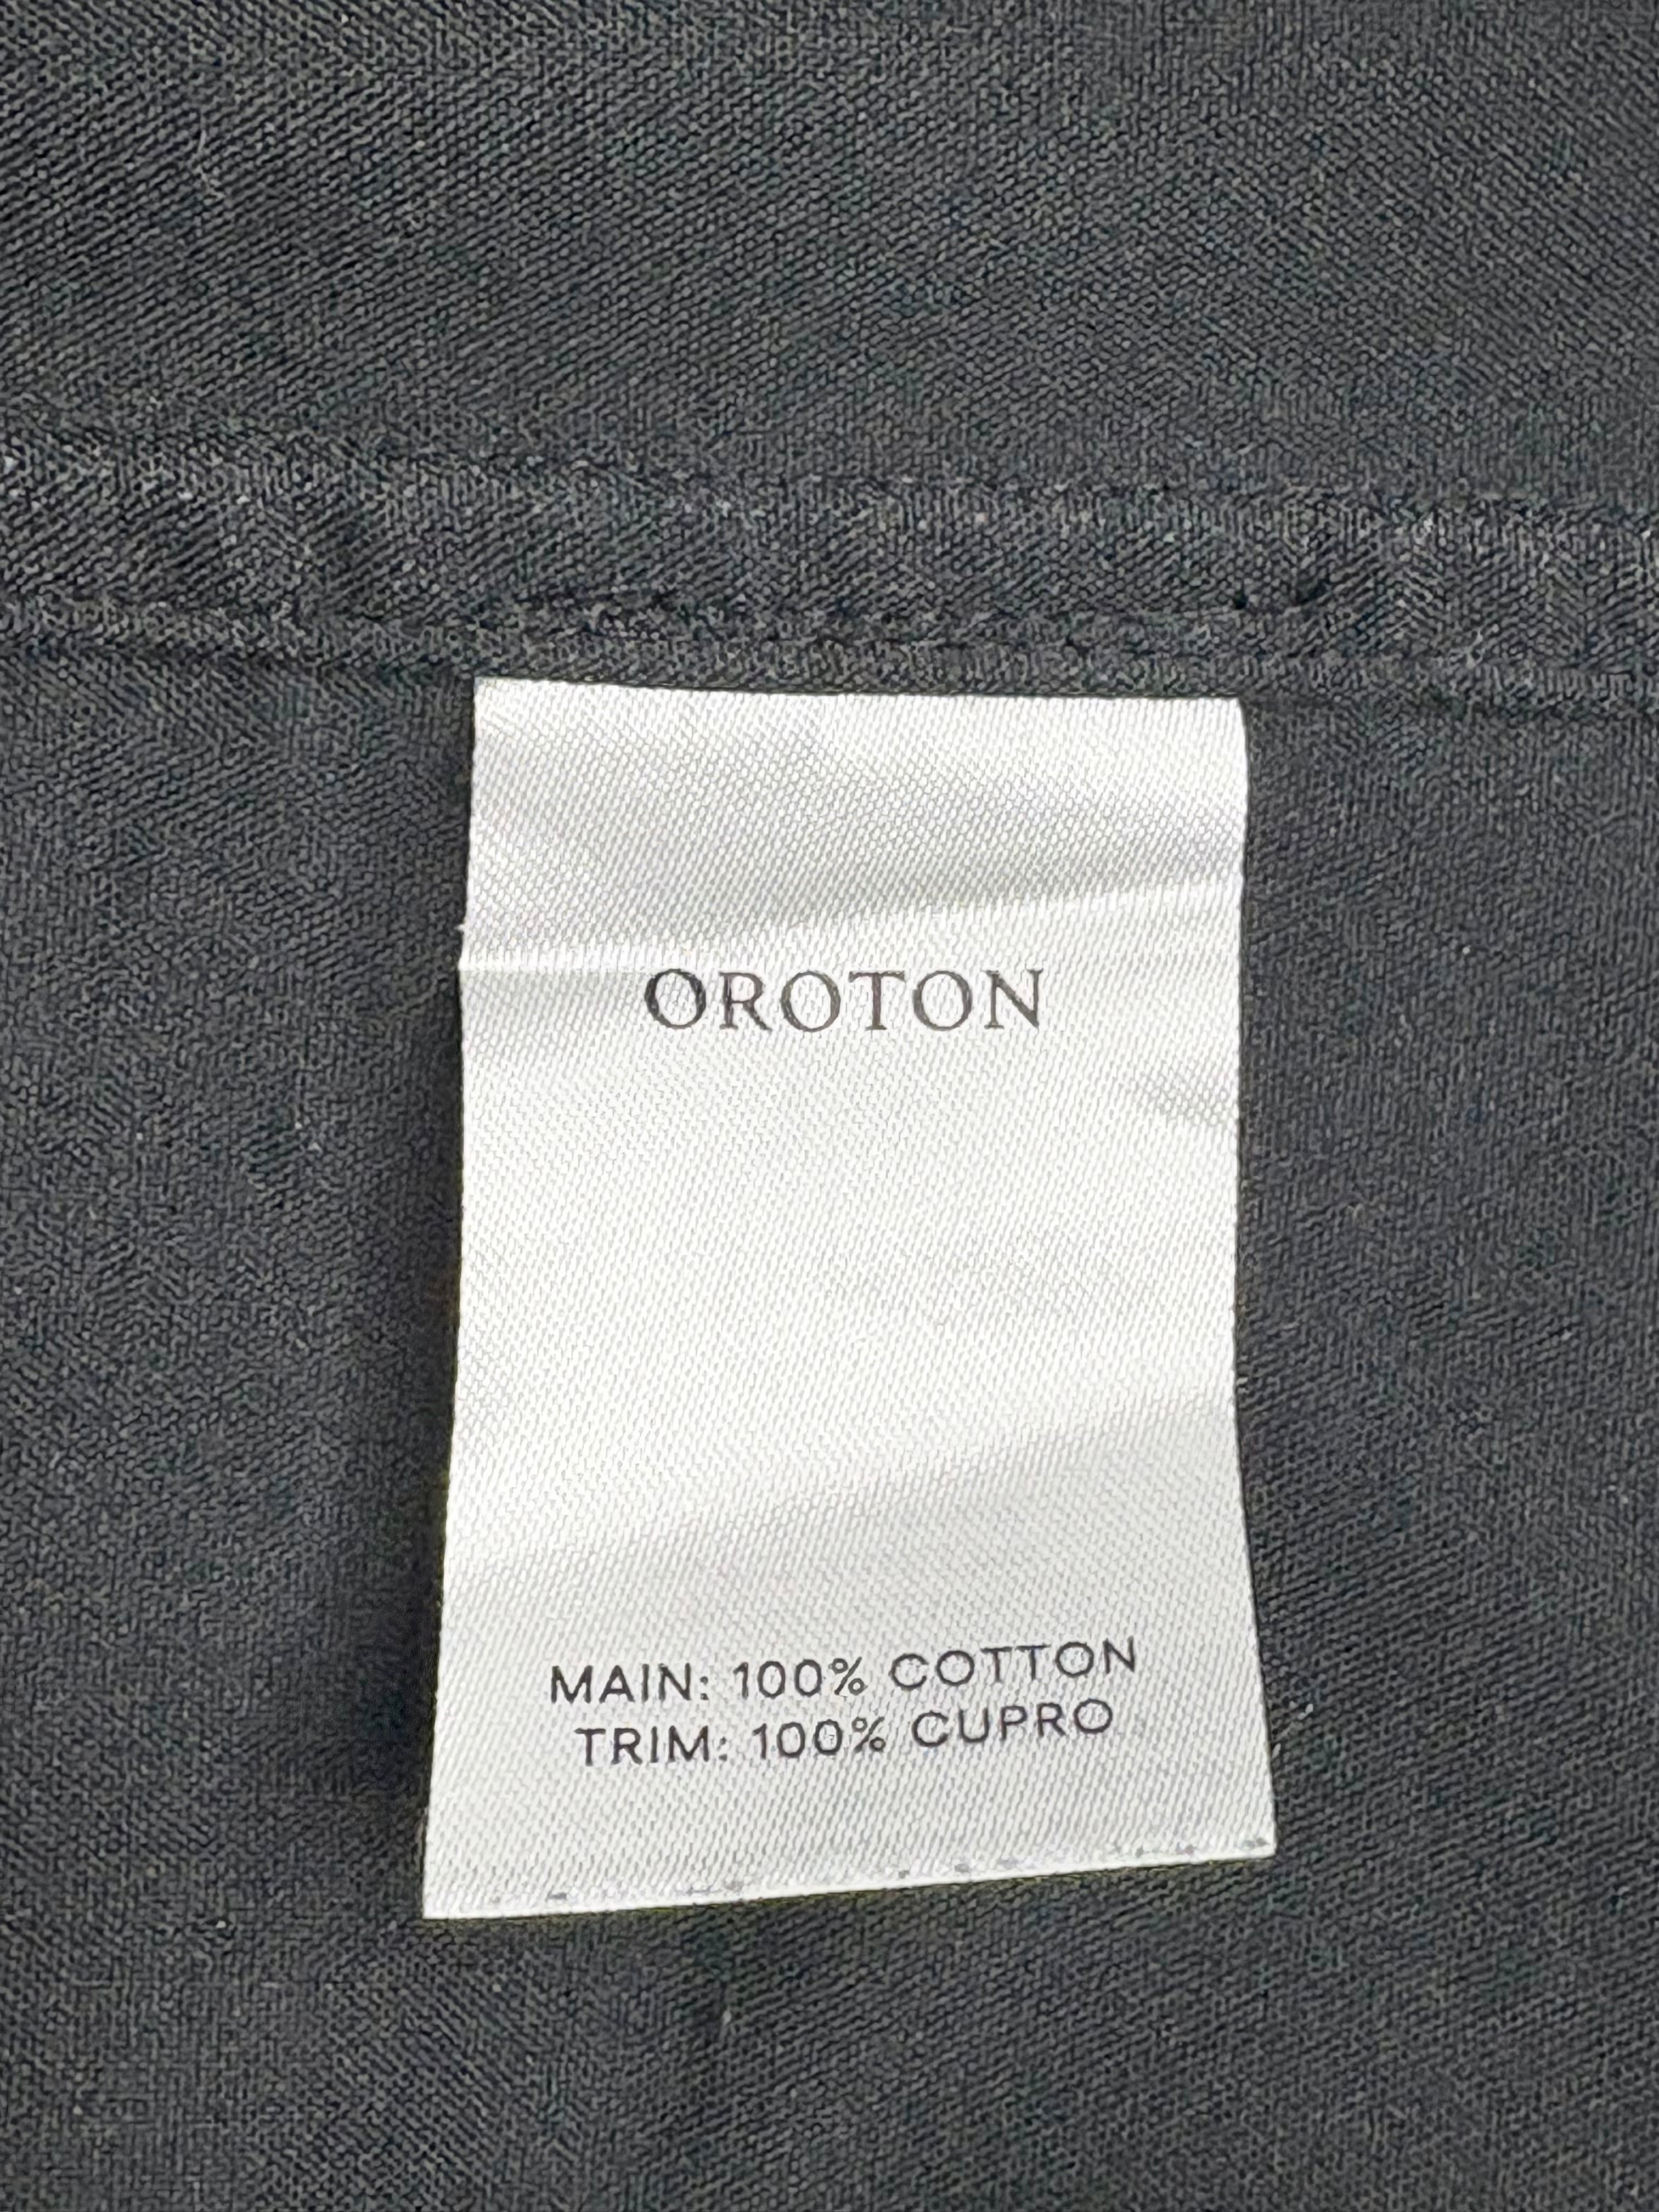 OROTON
MAIN: 100% COTTON
TRIM: 100% CUPRO